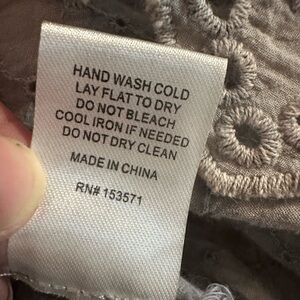 HAND WASH COLD
LAY FLAT TO DRY
DO NOT BLEACH
COOL IRON IF NEEDED
DO NOT DRY CLEAN
MADE IN CHINA
RN# 153571